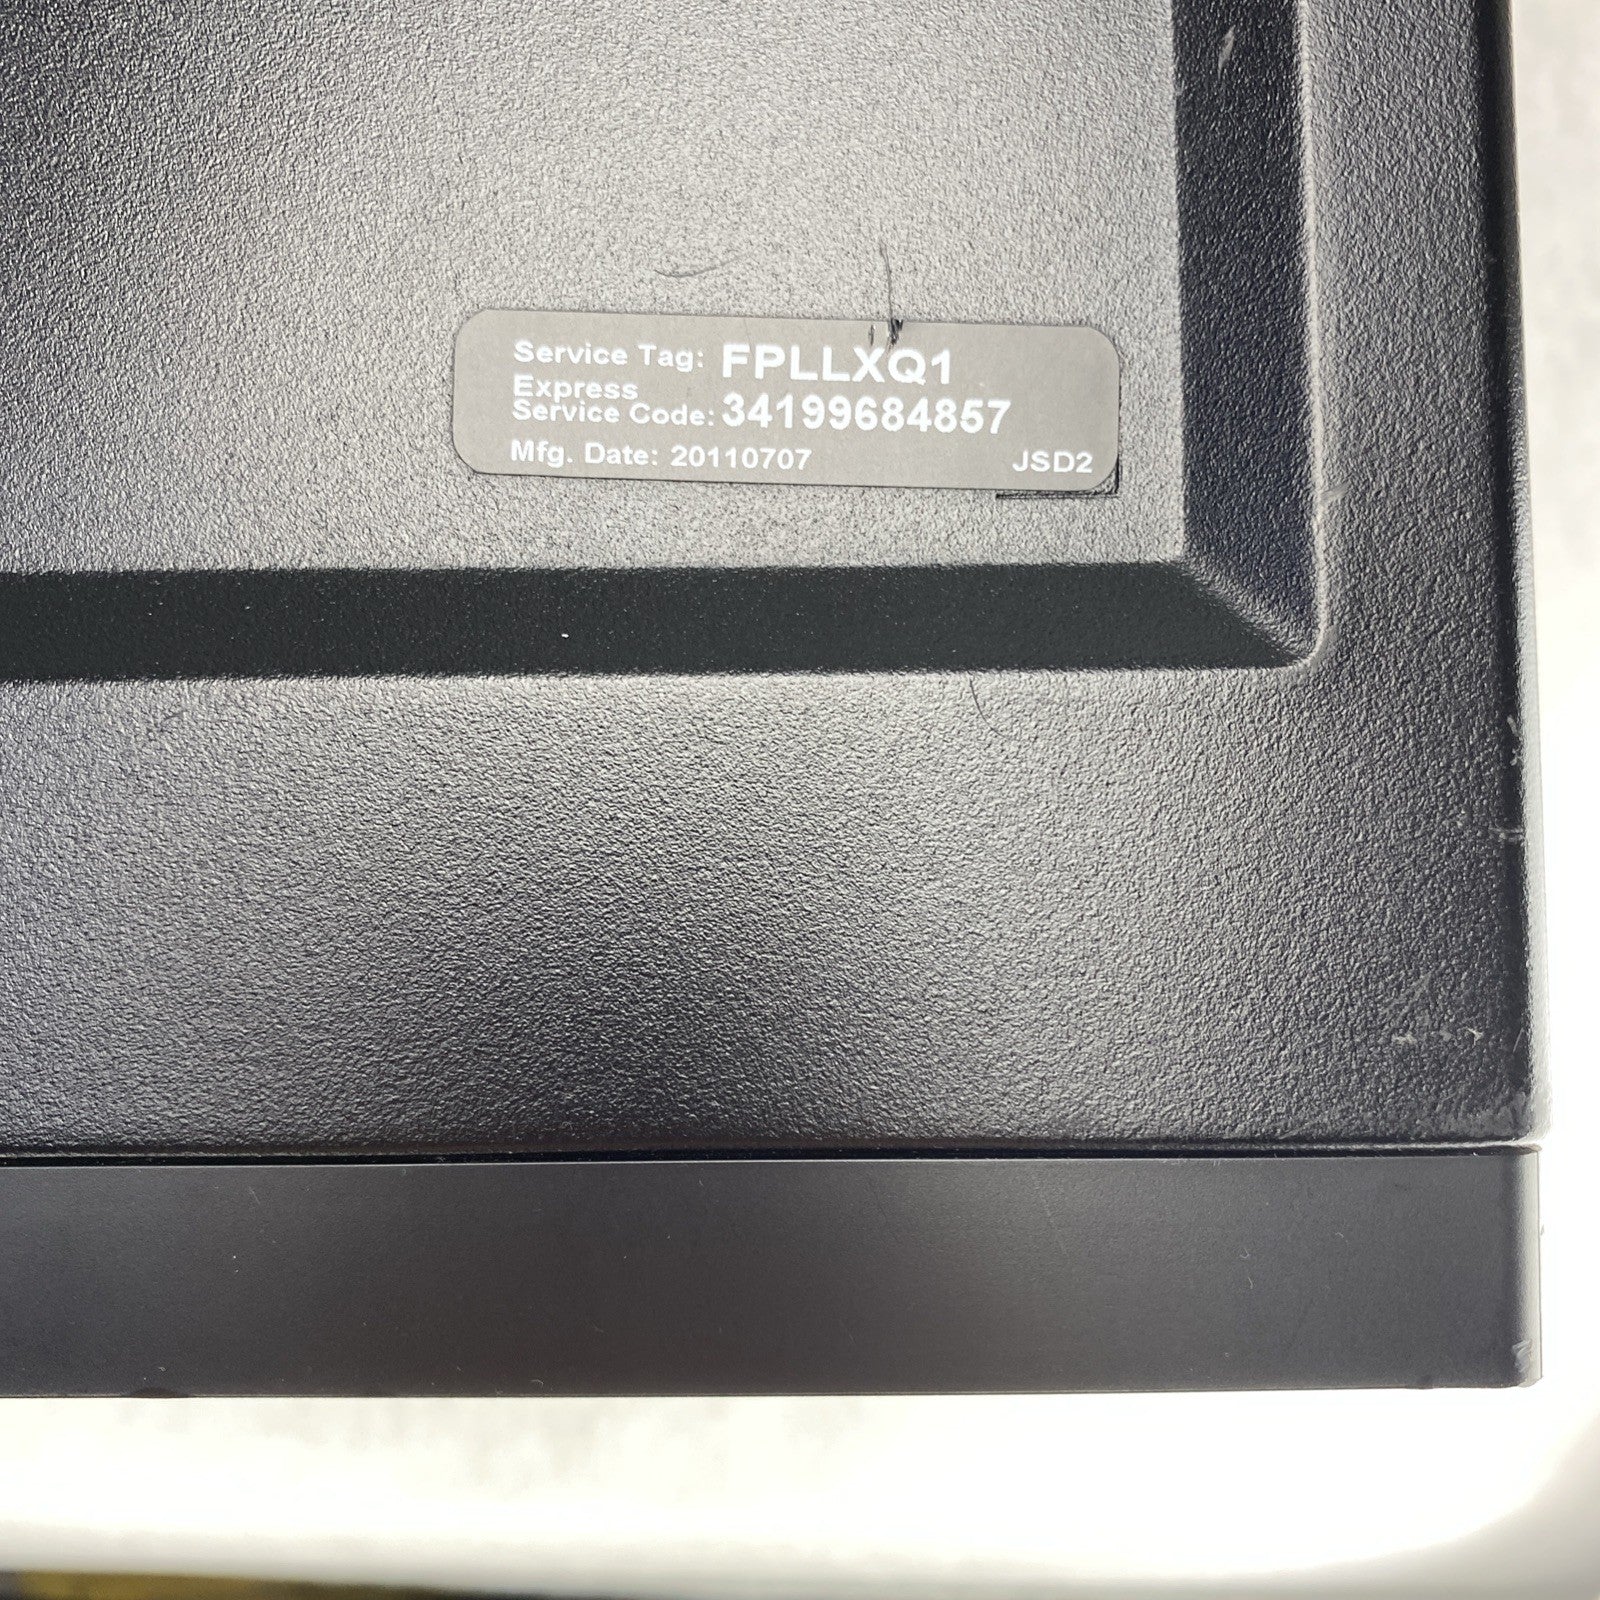 Service Tag: FPLLXQ1
Express
Service Code: 34199684857
Mfg. Date: 20110707 JSD2